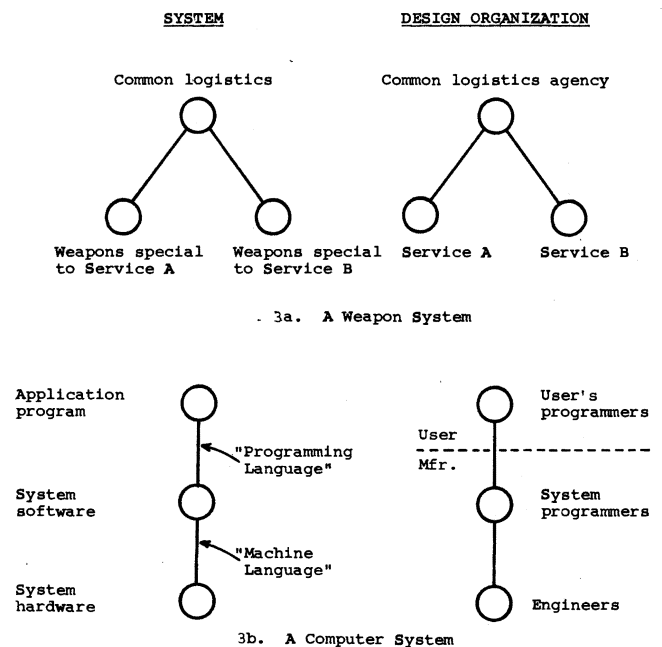 SYSTEM
DESIGN ORGANIZATION
Common logistics
Common logistics agency
Weapons special
to Service A
Weapons special
to Service B
Service A
Service B
3a. A Weapon System
Application
program
"Programming
Language"
System
software
"Machine
Language"
System
hardware
User's
programmers
User
Mfr.
System
programmers
Engineers
3b. A Computer System